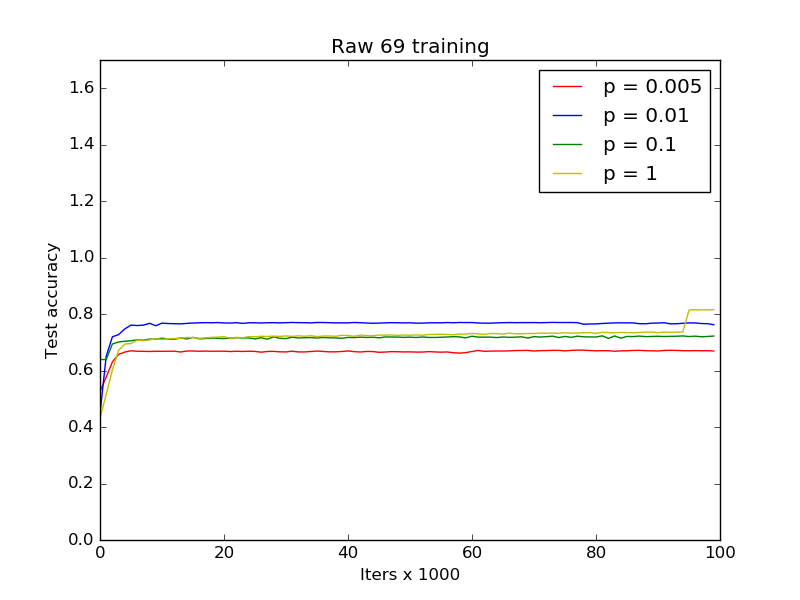 Raw 69 training
p = 0.005
p = 0.01
p = 0.1
p = 1
Test accuracy
1.6
1.4
1.2
1.0
0.8
0.6
0.4
0.2
0.0
0 20 40 60 80 100
Iters x 1000